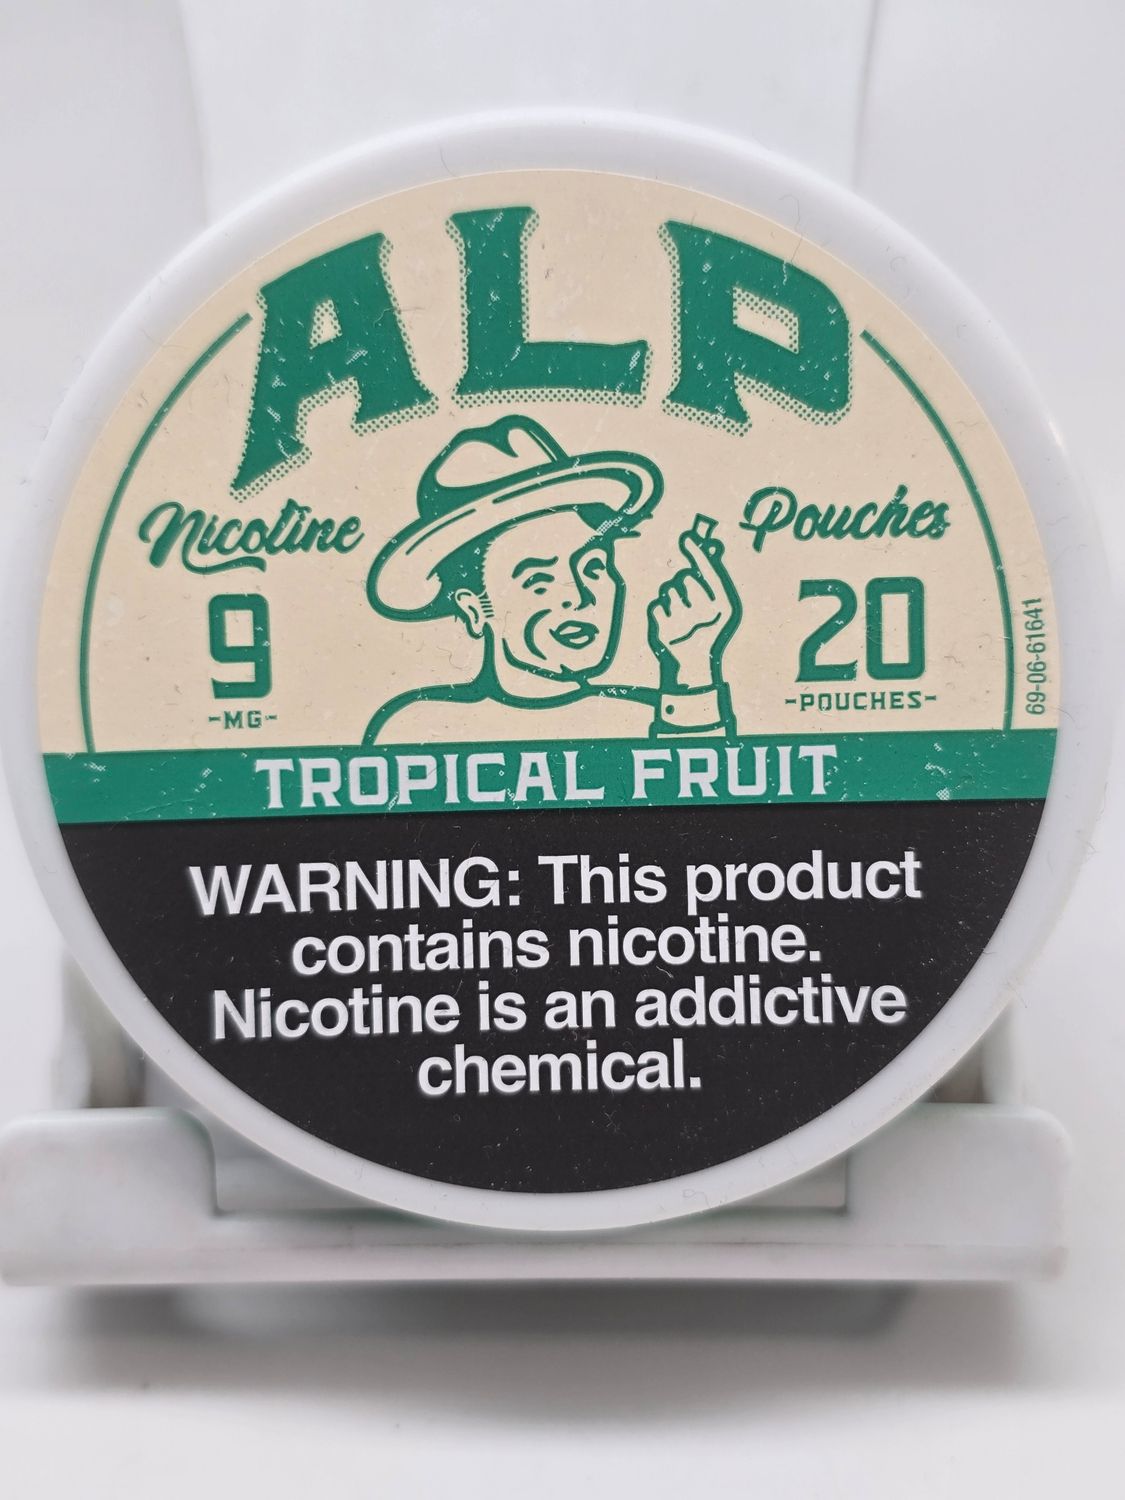 ALP
Nicotine Pouches
9 20
-MG- -POUCHES-
69-06-61641
TROPICAL FRUIT
WARNING: This product
contains nicotine.
Nicotine is an addictive
chemical.